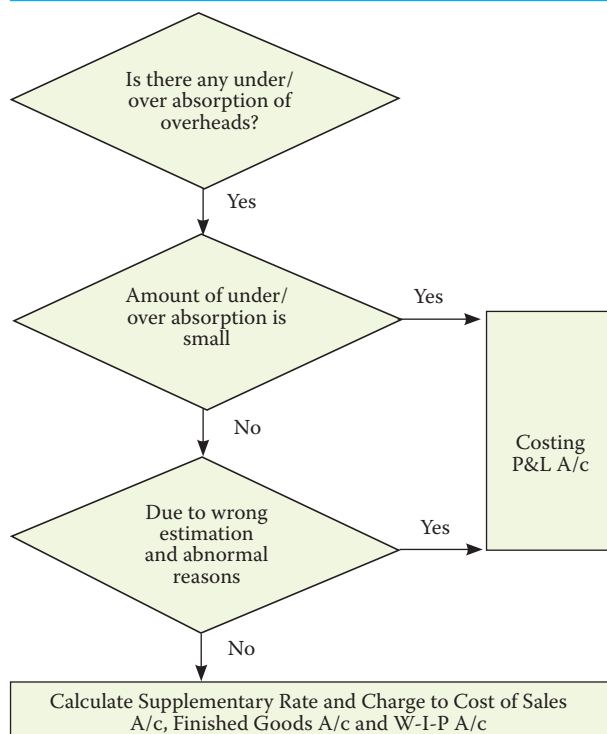 Is there any under/
over absorption of
overheads?
Yes
Amount of under/
over absorption is
small
Yes
No
Costing
P&L A/c
Due to wrong
estimation
and abnormal
reasons
Yes
No
Calculate Supplementary Rate and Charge to Cost of Sales
A/c, Finished Goods A/c and W-I-P A/c